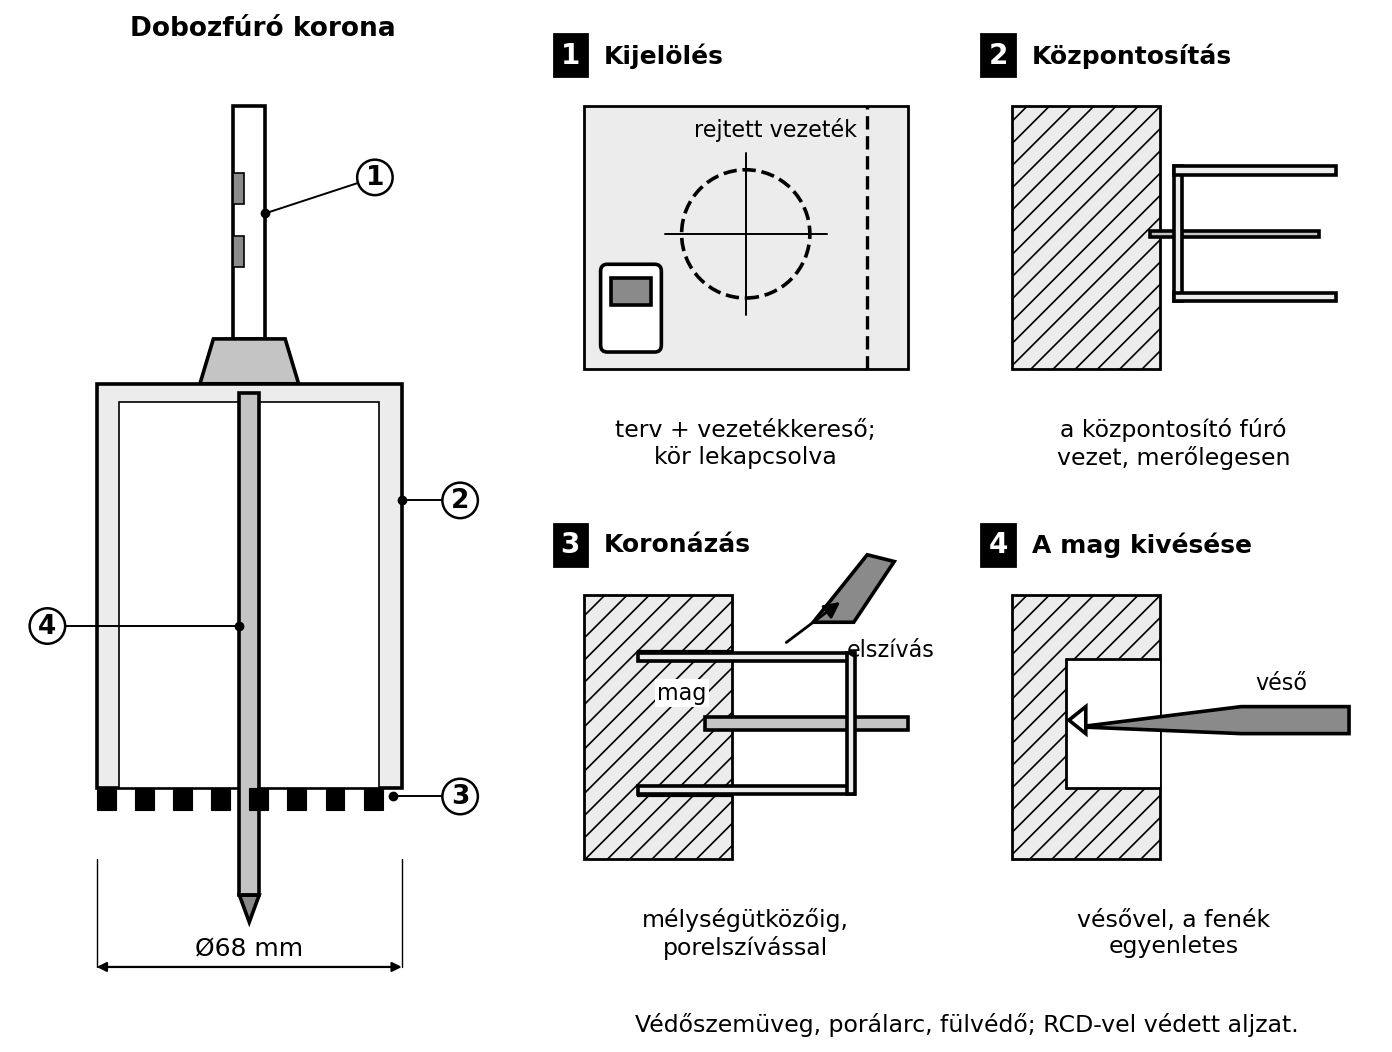 Dobozfúró korona
1
2
4
3
Ø68 mm
1 Kijelölés
rejtett vezeték
terv + vezetékkereső;
kör lekapcsolva
2 Központosítás
a központosító fúró
vezet, merőlegesen
3 Koronázás
elszívás
mag
mélységütközőig,
porelszívással
4 A mag kivésése
véső
vésővel, a fenék
egyenletes
Védőszemüveg, porálarc, fülvédő; RCD-vel védett aljzat.